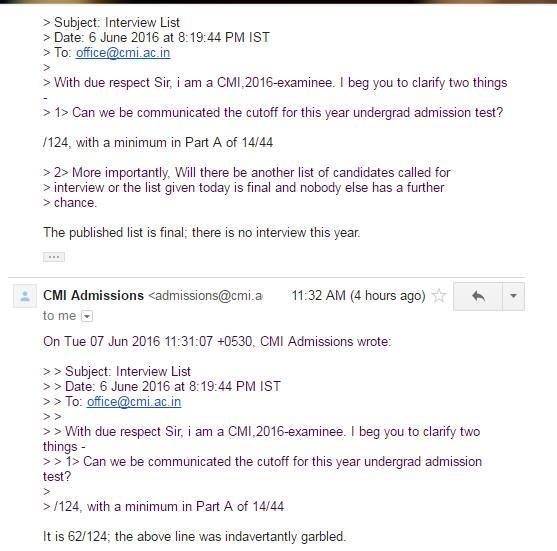 > Subject: Interview List
> Date: 6 June 2016 at 8:19:44 PM IST
> To: office@cmi.ac.in
>
> With due respect Sir, i am a CMI,2016-examinee. I beg you to clarify two things
-
> 1> Can we be communicated the cutoff for this year undergrad admission test?
/124, with a minimum in Part A of 14/44
> 2> More importantly, Will there be another list of candidates called for
> interview or the list given today is final and nobody else has a further
> chance.
The published list is final; there is no interview this year.
...
CMI Admissions <admissions@cmi.a 11:32 AM (4 hours ago)
to me
On Tue 07 Jun 2016 11:31:07 +0530, CMI Admissions wrote:
> > Subject: Interview List
> > Date: 6 June 2016 at 8:19:44 PM IST
> > To: office@cmi.ac.in
> >
> > With due respect Sir, i am a CMI,2016-examinee. I beg you to clarify two
things -
> > 1> Can we be communicated the cutoff for this year undergrad admission
test?
>
> /124, with a minimum in Part A of 14/44
It is 62/124; the above line was indavertantly garbled.